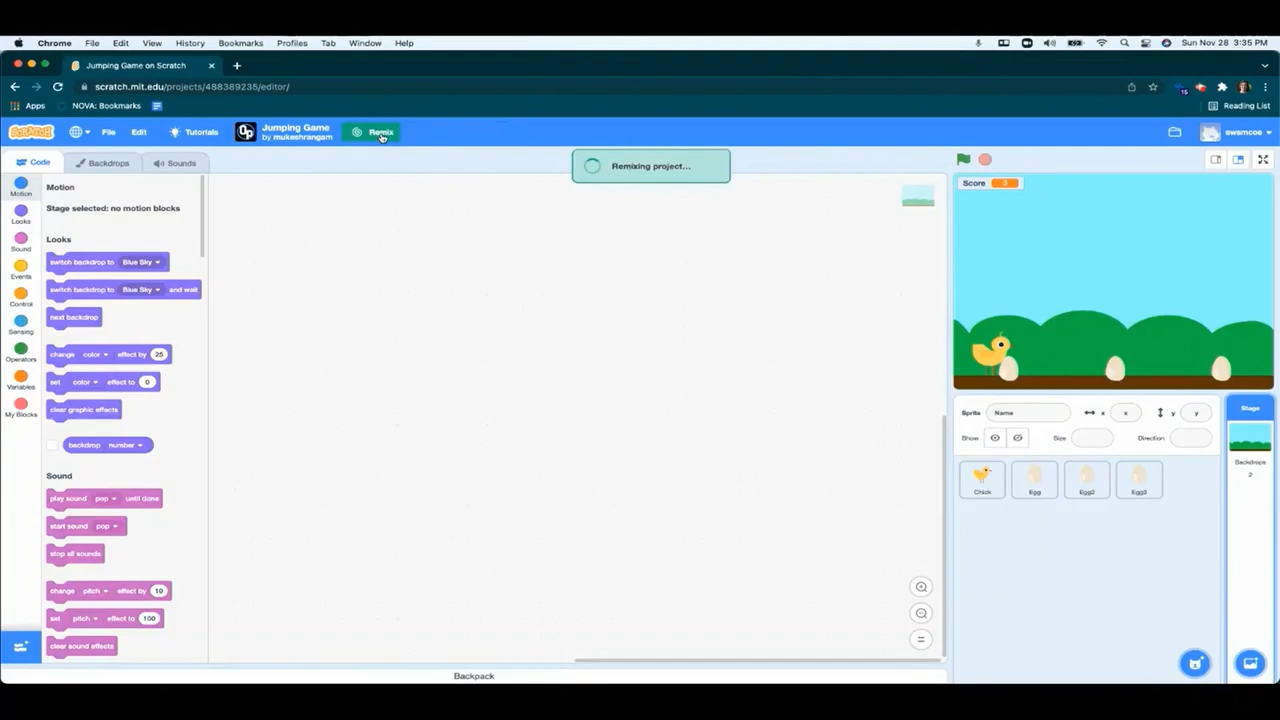 Chrome File Edit View History Bookmarks Profiles Tab Window Help Sun Nov 28 3:35 PM
Jumping Game on Scratch
scratch.mit.edu/projects/488389235/editor/
Apps NOVA: Bookmarks Reading List
SCRATCH File Edit Tutorials Jumping Game Remix swsmcoe
by mukeshrangam
Code Backdrops Sounds
Remixing project...
Motion
Looks
Sound
Events
Control
Sensing
Operators
Variables
My Blocks
Motion
Stage selected: no motion blocks
Looks
switch backdrop to Blue Sky
switch backdrop to Blue Sky and wait
next backdrop
change color effect by 25
set color effect to 0
clear graphic effects
backdrop number
Sound
play sound pop until done
start sound pop
stop all sounds
change pitch effect by 10
set pitch effect to 100
clear sound effects
Backpack
Score 3
Sprite Name x x y y
Show Size Direction
Chick Egg Egg2 Egg3
Stage
Backdrops
2